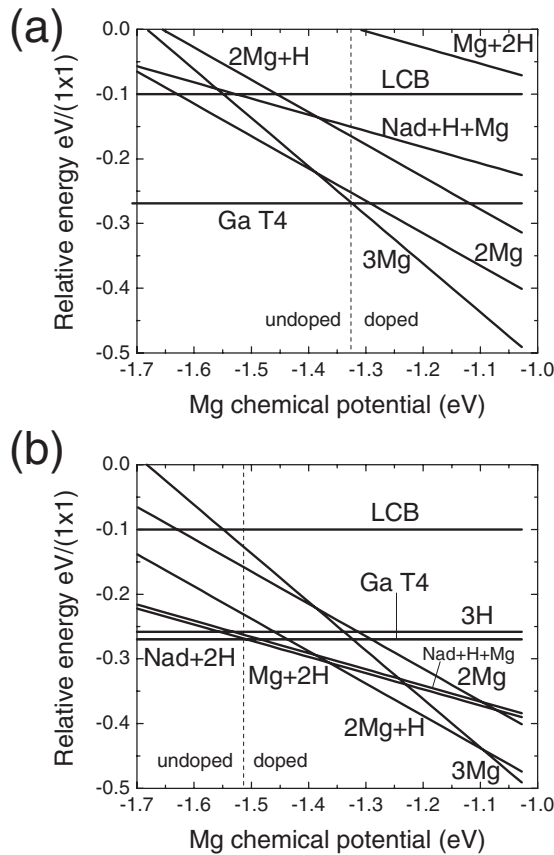 (a)
Relative energy eV/(1x1)
0.0
-0.1
-0.2
-0.3
-0.4
-0.5
2Mg+H
Mg+2H
LCB
Nad+H+Mg
Ga T4
3Mg
2Mg
undoped
doped
-1.7 -1.6 -1.5 -1.4 -1.3 -1.2 -1.1 -1.0
Mg chemical potential (eV)
(b)
Relative energy eV/(1x1)
0.0
-0.1
-0.2
-0.3
-0.4
-0.5
LCB
Ga T4
3H
Nad+2H
Mg+2H
Nad+H+Mg
2Mg
2Mg+H
3Mg
undoped
doped
-1.7 -1.6 -1.5 -1.4 -1.3 -1.2 -1.1 -1.0
Mg chemical potential (eV)